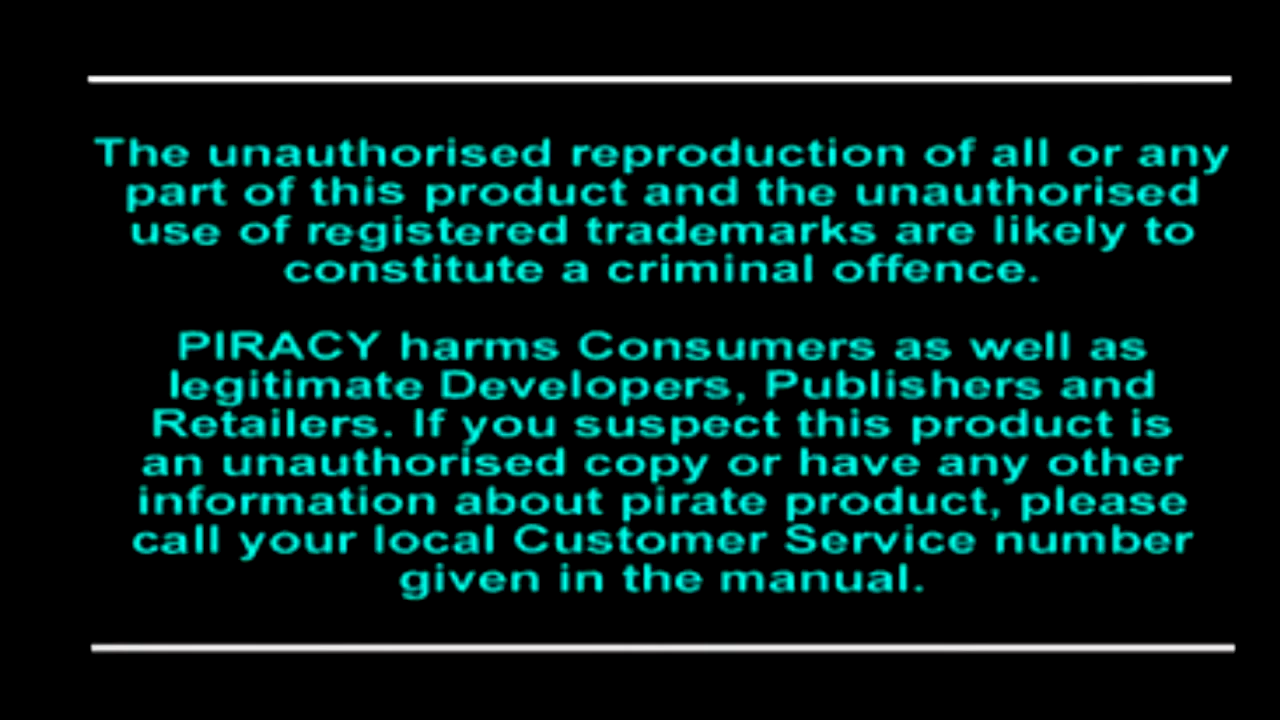 The unauthorised reproduction of all or any
part of this product and the unauthorised
use of registered trademarks are likely to
constitute a criminal offence.
PIRACY harms Consumers as well as
legitimate Developers, Publishers and
Retailers. If you suspect this product is
an unauthorised copy or have any other
information about pirate product, please
call your local Customer Service number
given in the manual.